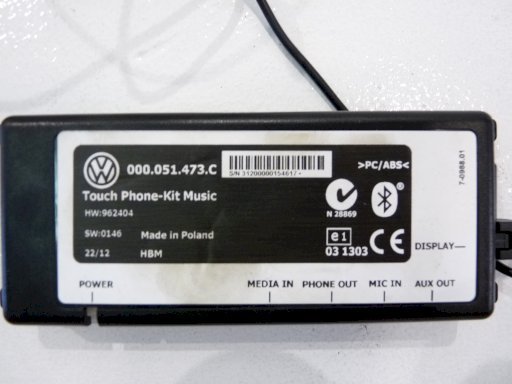 000.051.473.C
S/N 31200000154617
>PC/ABS<
Touch Phone-Kit Music
HW:962404
N 28869
SW:0146 Made in Poland
e1
03 1303
CE
22/12 HBM
7-0988.01
DISPLAY
POWER MEDIA IN PHONE OUT MIC IN AUX OUT